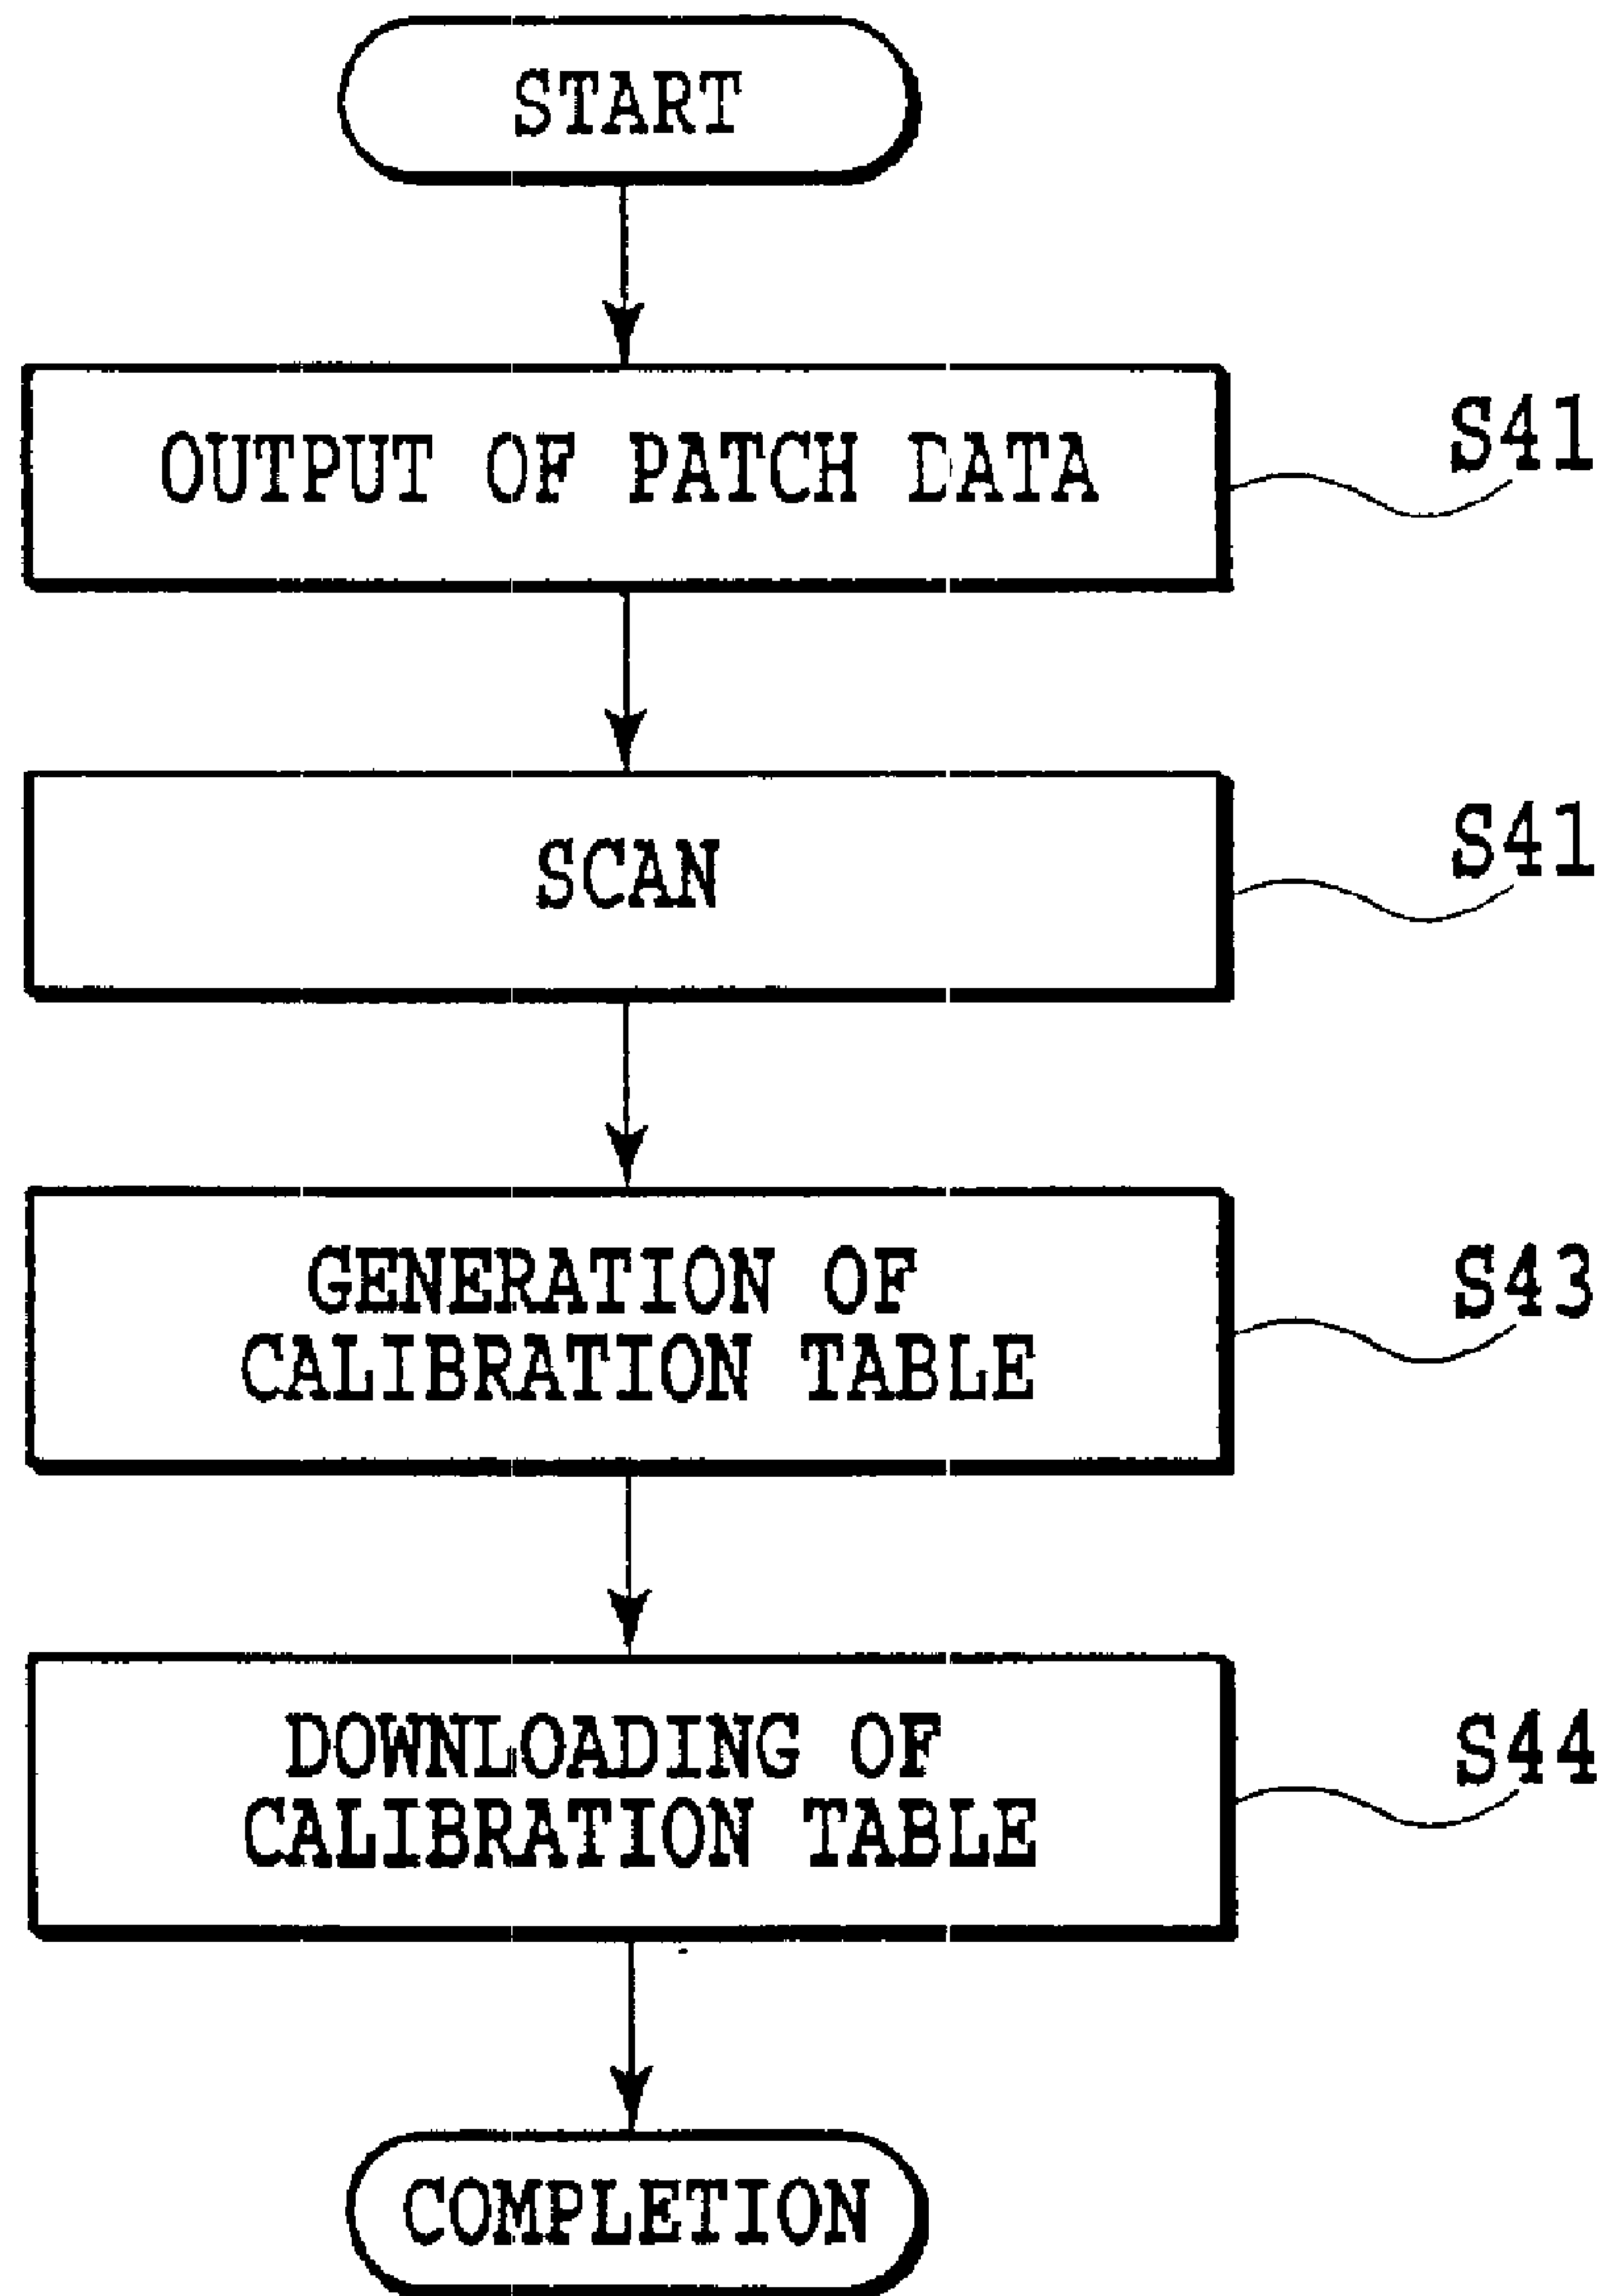 START
OUTPUT OF PATCH DATA
S41
SCAN
S41
GENERATION OF
CALIBRATION TABLE
S43
DOWNLOADING OF
CALIBRATION TABLE
S44
COMPLETION